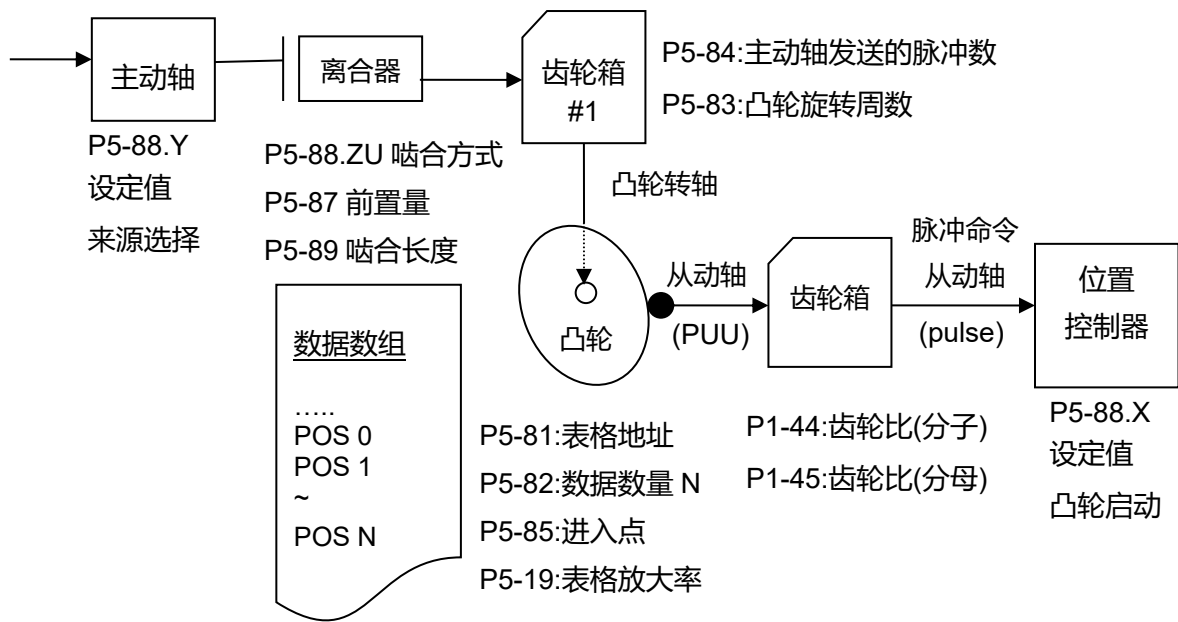 主动轴
P5-88.Y
设定值
来源选择
离合器
P5-88.ZU 啮合方式
P5-87 前置量
P5-89 啮合长度
齿轮箱
#1
P5-84:主动轴发送的脉冲数
P5-83:凸轮旋转周数
凸轮转轴
凸轮
从动轴
(PUU)
齿轮箱
脉冲命令
从动轴
(pulse)
位置
控制器
P5-88.X
设定值
凸轮启动
数据数组
…..
POS 0
POS 1
~
POS N
P5-81:表格地址
P5-82:数据数量 N
P5-85:进入点
P5-19:表格放大率
P1-44:齿轮比(分子)
P1-45:齿轮比(分母)